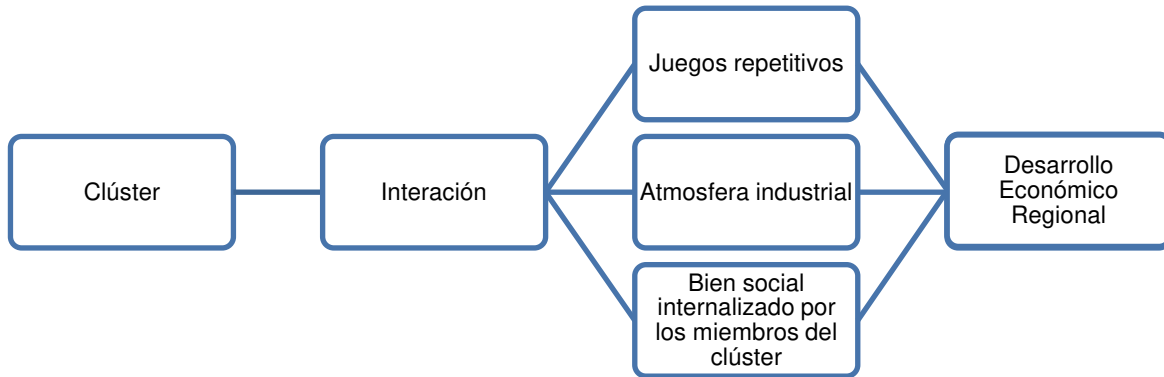 Clúster
Interación
Juegos repetitivos
Atmosfera industrial
Bien social
internalizado por
los miembros del
clúster
Desarrollo
Económico
Regional